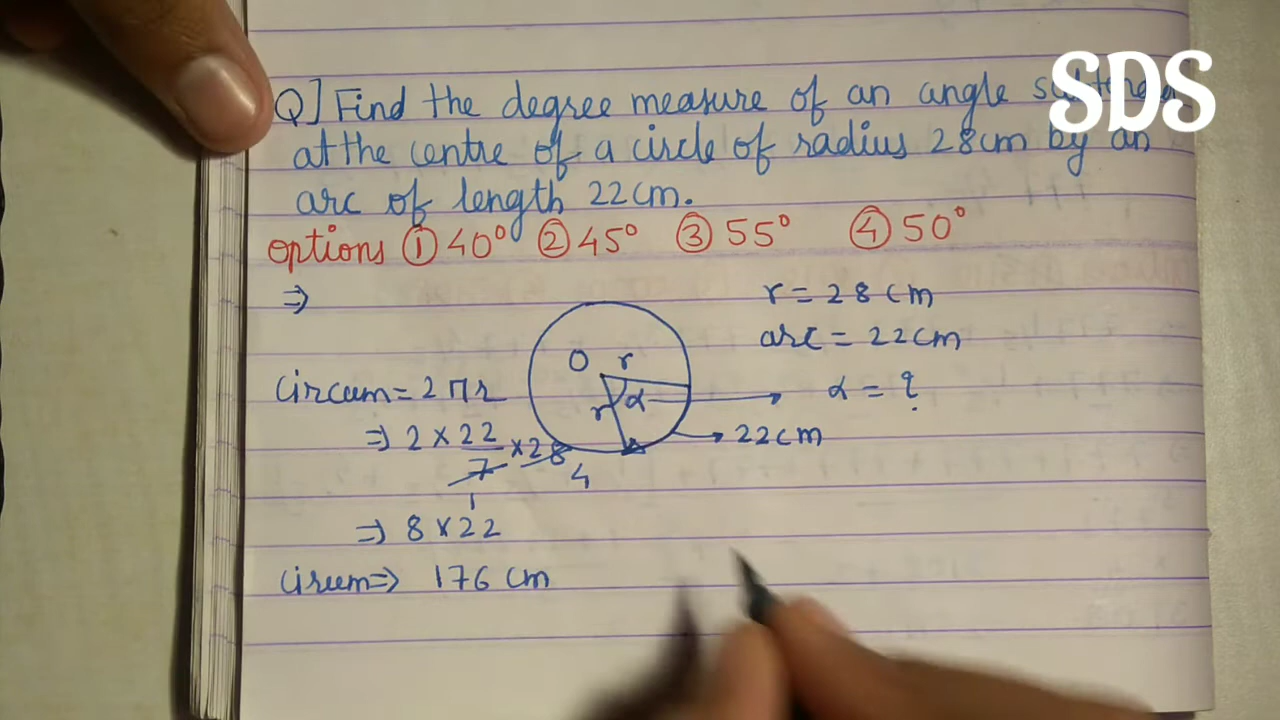 SDS
Q] Find the degree measure of an angle
at the centre of a circle of radius 28cm by an
arc of length 22cm.
options ① 40° ② 45° ③ 55° ④ 50°
⇒
r = 28 cm
arc = 22cm
O r
r α
α = ?
22cm
Circum = 2πr
⇒ 2 × 22/7 × 28
1 4
⇒ 8 × 22
Circum ⇒ 176 cm